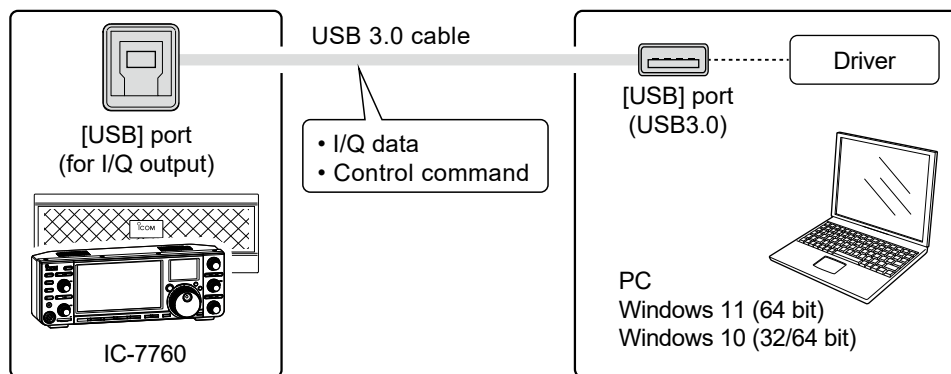 USB 3.0 cable
[USB] port
(for I/Q output)
• I/Q data
• Control command
ICOM
IC-7760
[USB] port
(USB3.0)
Driver
PC
Windows 11 (64 bit)
Windows 10 (32/64 bit)